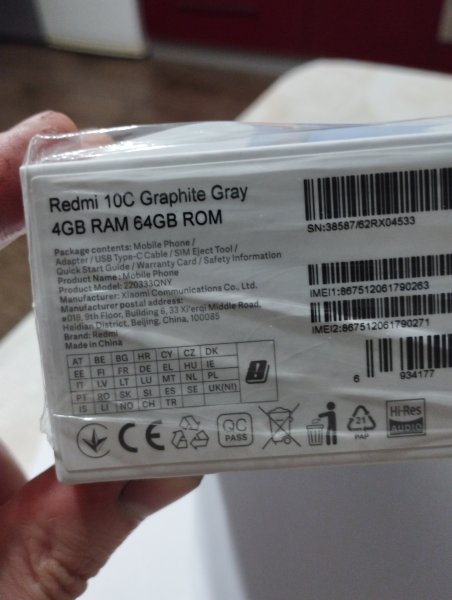 Redmi 10C Graphite Gray
4GB RAM 64GB ROM
Package contents: Mobile Phone /
Adapter / USB Type-C Cable / SIM Eject Tool /
Quick Start Guide / Warranty Card / Safety Information
Product Name: Mobile Phone
Product Model: 220333QNY
Manufacturer: Xiaomi Communications Co., Ltd.
Manufacturer postal address:
#019, 9th Floor, Building 6, 33 Xi'erqi Middle Road,
Haidian District, Beijing, China, 100085
Brand: Redmi
Made in China
AT BE BG HR CY CZ DK
EE FI FR DE EL HU IE
IT LV LT LU MT NL PL
PT RO SK SI ES SE UK(NI)
IS LI NO CH TR
SN:38587/62RX04533
IMEI1:867512061790263
IMEI2:867512061790271
6 934177
CE
QC
PASS
21
PAP
Hi-Res
AUDIO